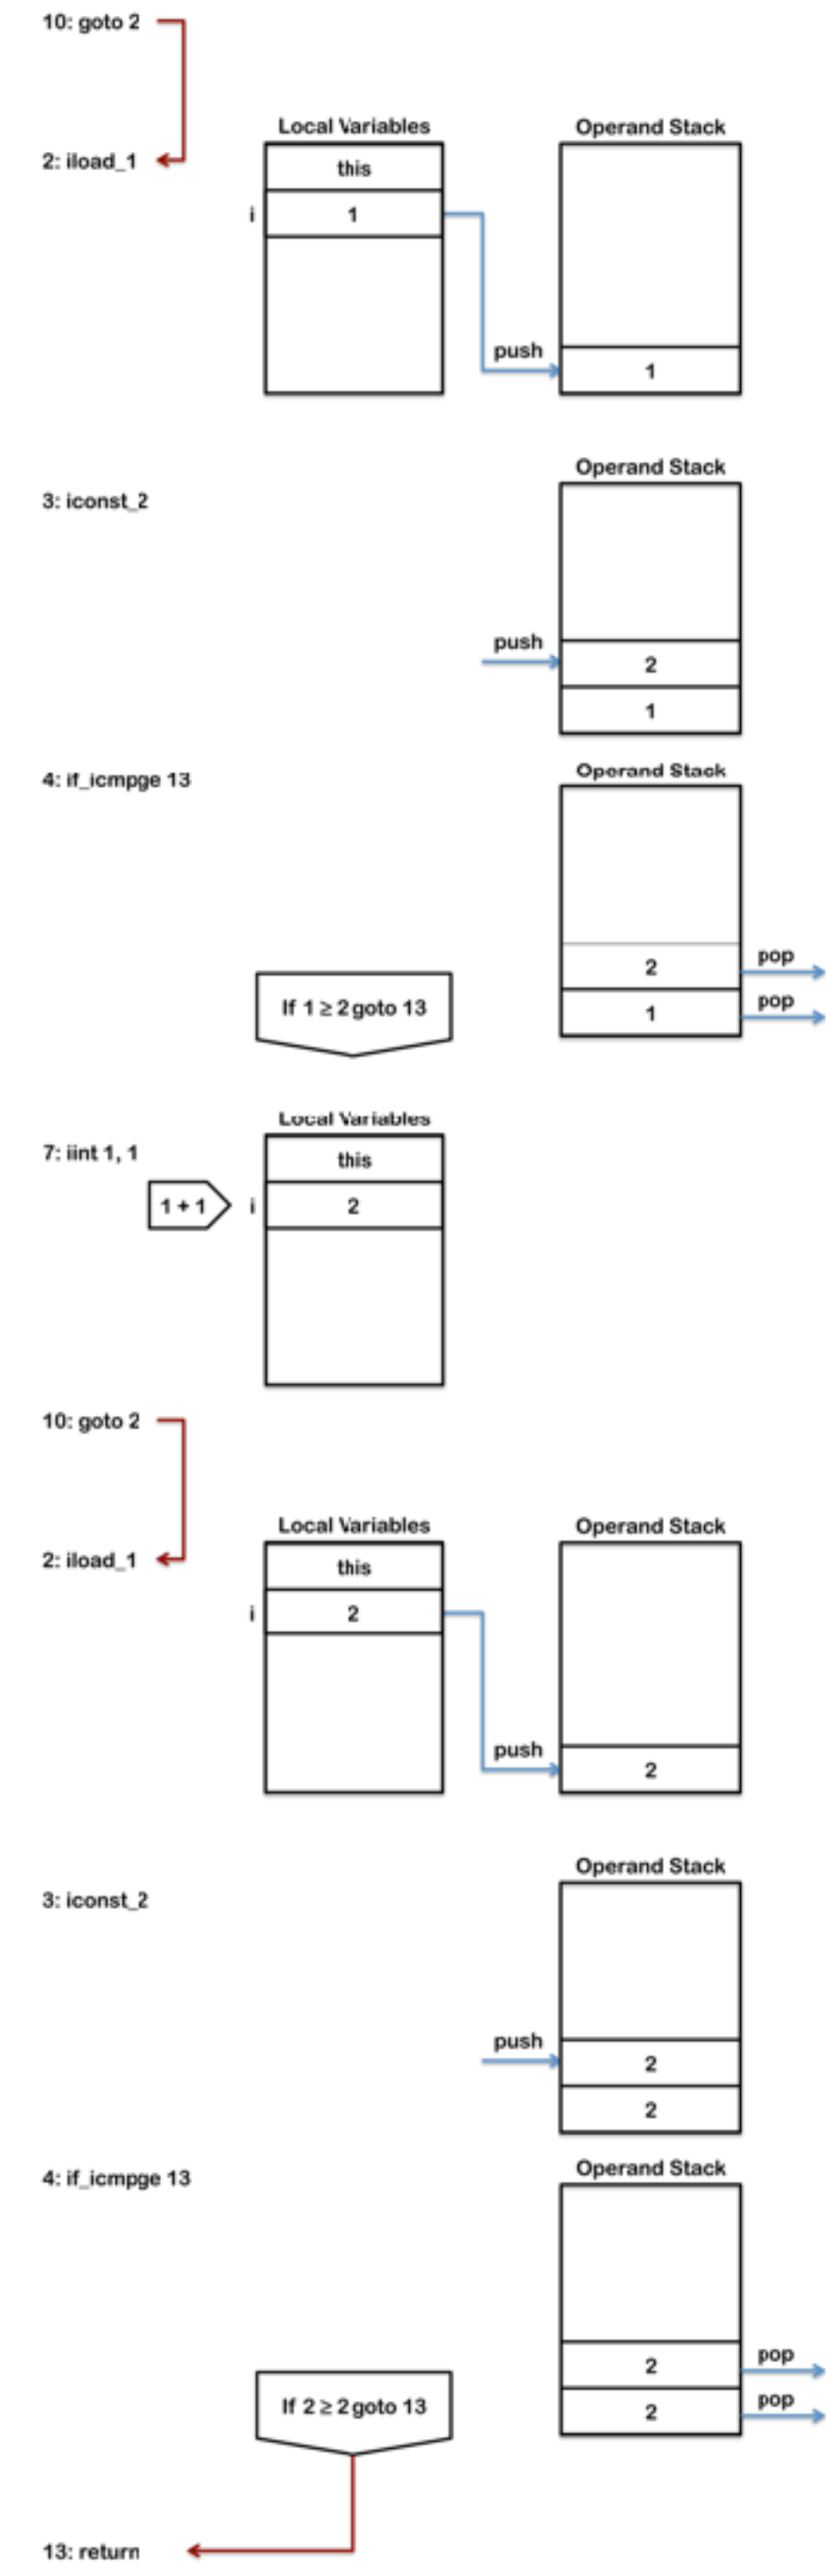 10: goto 2
Local Variables
Operand Stack
2: iload_1
this
i
1
push
1
Operand Stack
3: iconst_2
push
2
1
Operand Stack
4: if_icmpge 13
2
pop
If 1 ≥ 2 goto 13
1
pop
Local Variables
7: iint 1, 1
this
1 + 1
i
2
10: goto 2
Local Variables
Operand Stack
2: iload_1
this
i
2
push
2
Operand Stack
3: iconst_2
push
2
2
Operand Stack
4: if_icmpge 13
2
pop
If 2 ≥ 2 goto 13
2
pop
13: return